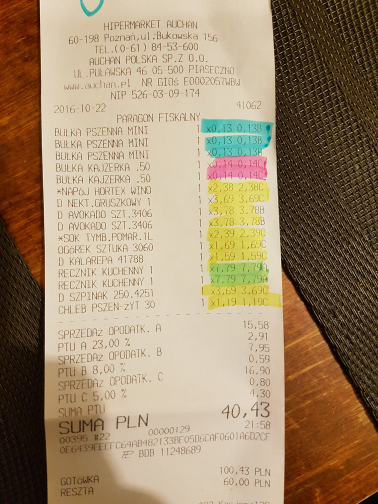 HIPERMARKET AUCHAN
60-198 Poznań,ul.Bukowska 156
TEL.(0-61) 84-53-600
AUCHAN POLSKA SP.Z O.O.
UL.PUŁAWSKA 46 05 500 PIASECZNO
www.auchan.pl NR GIOŚ E0002057WBW
NIP 526-03-09-174
2016-10-22 41062
PARAGON FISKALNY
BUŁKA PSZENNA MINI 1 x0,13 0,13B
BUŁKA PSZENNA MINI 1 x0,13 0,13B
BUŁKA PSZENNA MINI 1 x0,13 0,13B
BUŁKA KAJZERKA .50 1 x0,14 0,14C
BUŁKA KAJZERKA .50 1 x0,14 0,14C
*NAPÓJ HORTEX WINO 1 x2,38 2,38C
D NEKT.GRUSZKOWY 1 1 x3,69 3,69C
D AVOKADO SZT.3406 1 x3,78 3,78B
D AVOKADO SZT.3406 1 x3,78 3,78B
*SOK TYMB.POMAR.1L 1 x2,39 2,39C
OGÓREK SZTUKA 3060 1 x1,69 1,69C
D KALAREPA 41788 1 x1,59 1,59C
RECZNIK KUCHENNY 1 1 x7,79 7,79A
RECZNIK KUCHENNY 1 1 x7,79 7,79A
D SZPINAK 250.4251 1 x3,69 3,69C
CHLEB PSZEN-ŻYT 30 1 x1,19 1,19C
SPRZEDAŻ OPODATK. A 15,58
PTU A 23,00 % 2,91
SPRZEDAŻ OPODATK. B 7,95
PTU B 8,00 % 0,59
SPRZEDAŻ OPODATK. C 16,90
PTU C 5,00 % 0,80
SUMA PTU 4,30
SUMA PLN 40,43
00000129 21:58
00395 #22
BDB 11248689
GOTÓWKA 100,43 PLN
RESZTA 60,00 PLN